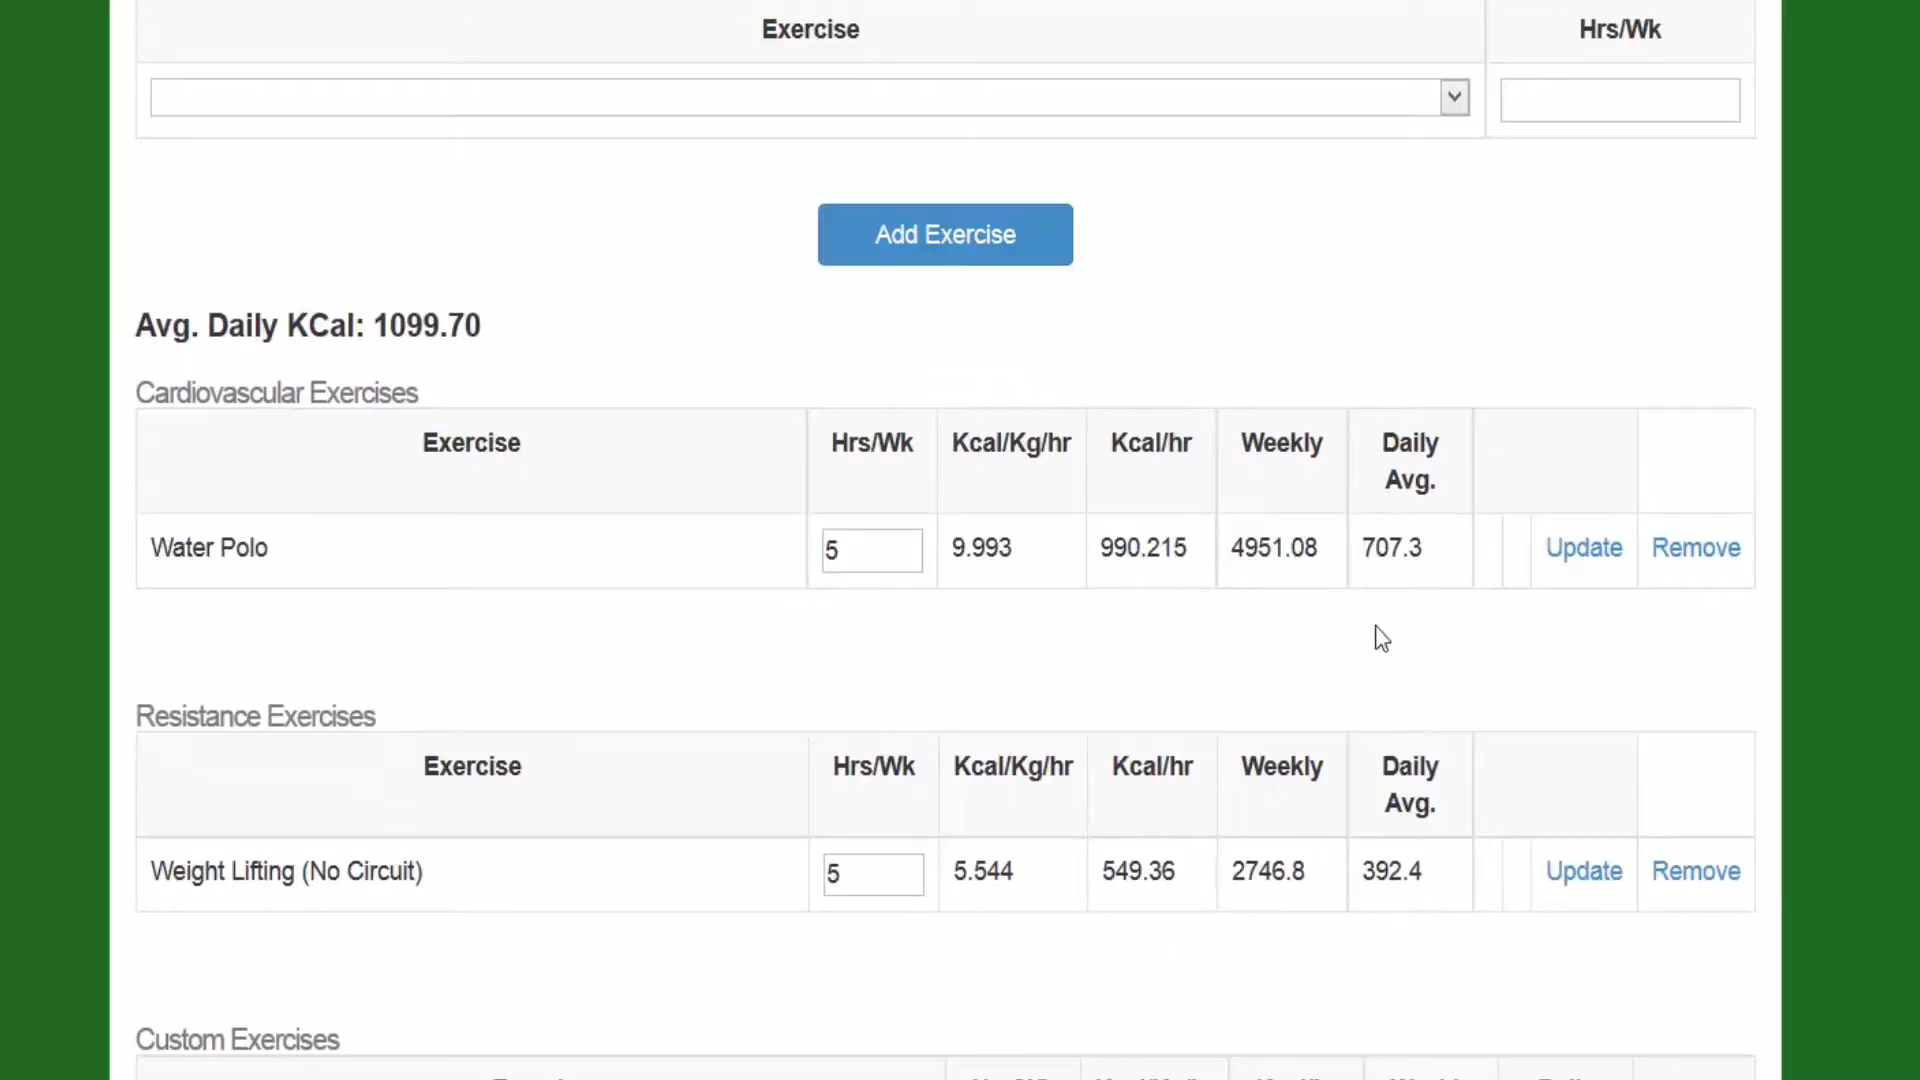 Exercise Hrs/Wk
Add Exercise
Avg. Daily KCal: 1099.70
Cardiovascular Exercises
Exercise Hrs/Wk Kcal/Kg/hr Kcal/hr Weekly Daily
Avg.
Water Polo 5 9.993 990.215 4951.08 707.3 Update Remove
Resistance Exercises
Exercise Hrs/Wk Kcal/Kg/hr Kcal/hr Weekly Daily
Avg.
Weight Lifting (No Circuit) 5 5.544 549.36 2746.8 392.4 Update Remove
Custom Exercises